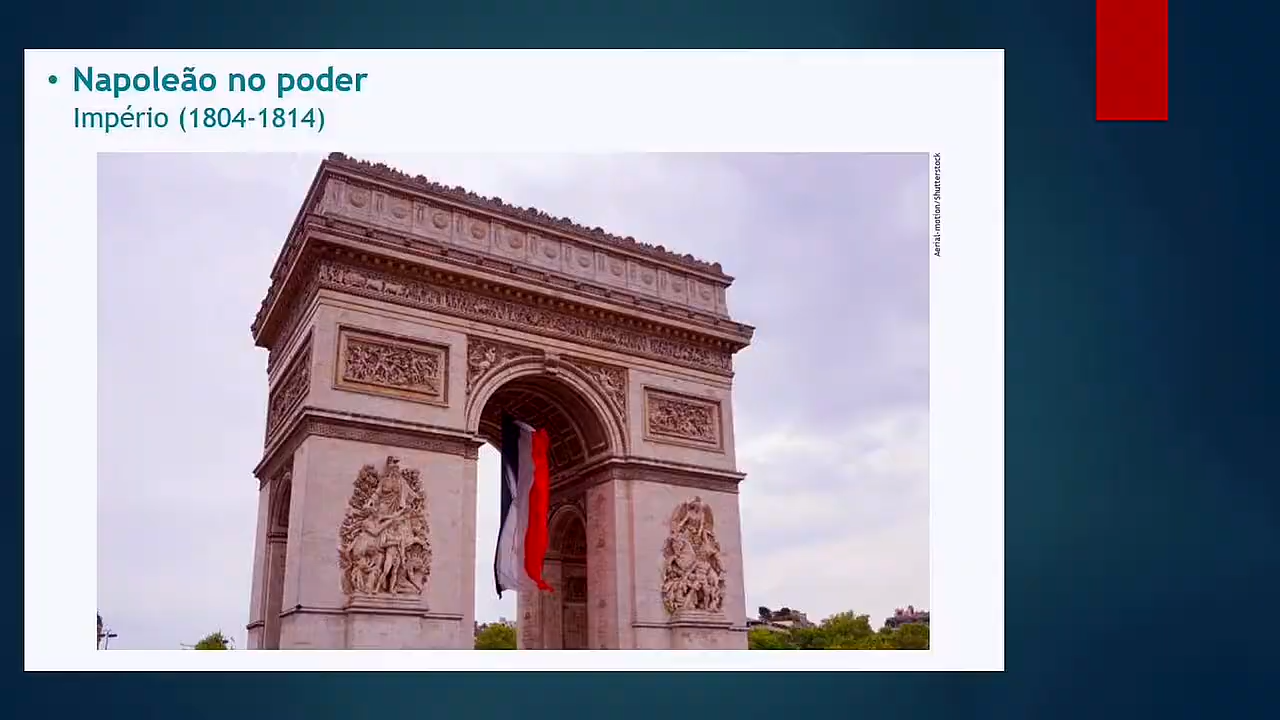 • Napoleão no poder
Império (1804-1814)
Aerial-motion/Shutterstock